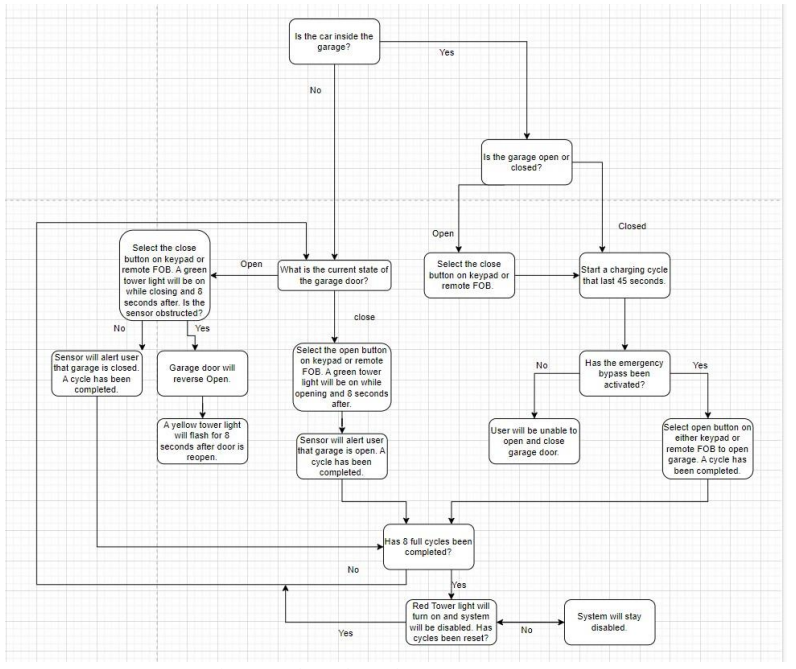 Is the car inside the
garage?
Yes
No
Is the garage open or
closed?
Open
Closed
Select the close
button on keypad or
remote FOB. A green
tower light will be on
while closing and 8
seconds after. Is the
sensor obstructed?
Open
What is the current state of
the garage door?
Select the close
button on keypad or
remote FOB.
Start a charging cycle
that last 45 seconds.
close
No
Yes
Sensor will alert user
that garage is closed.
A cycle has been
completed.
Garage door will
reverse Open.
Select the open button
on keypad or remote
FOB. A green tower
light will be on while
opening and 8 seconds
after.
No
Has the emergency
bypass been
activated?
Yes
A yellow tower light
will flash for 8
seconds after door is
reopen.
Sensor will alert user
that garage is open. A
cycle has been
completed.
User will be unable to
open and close
garage door.
Select open button on
either keypad or
remote FOB to open
garage. A cycle has
been completed.
Has 8 full cycles been
completed?
No
Yes
Red Tower light will
turn on and system
will be disabled. Has
cycles been reset?
Yes
No
System will stay
disabled.